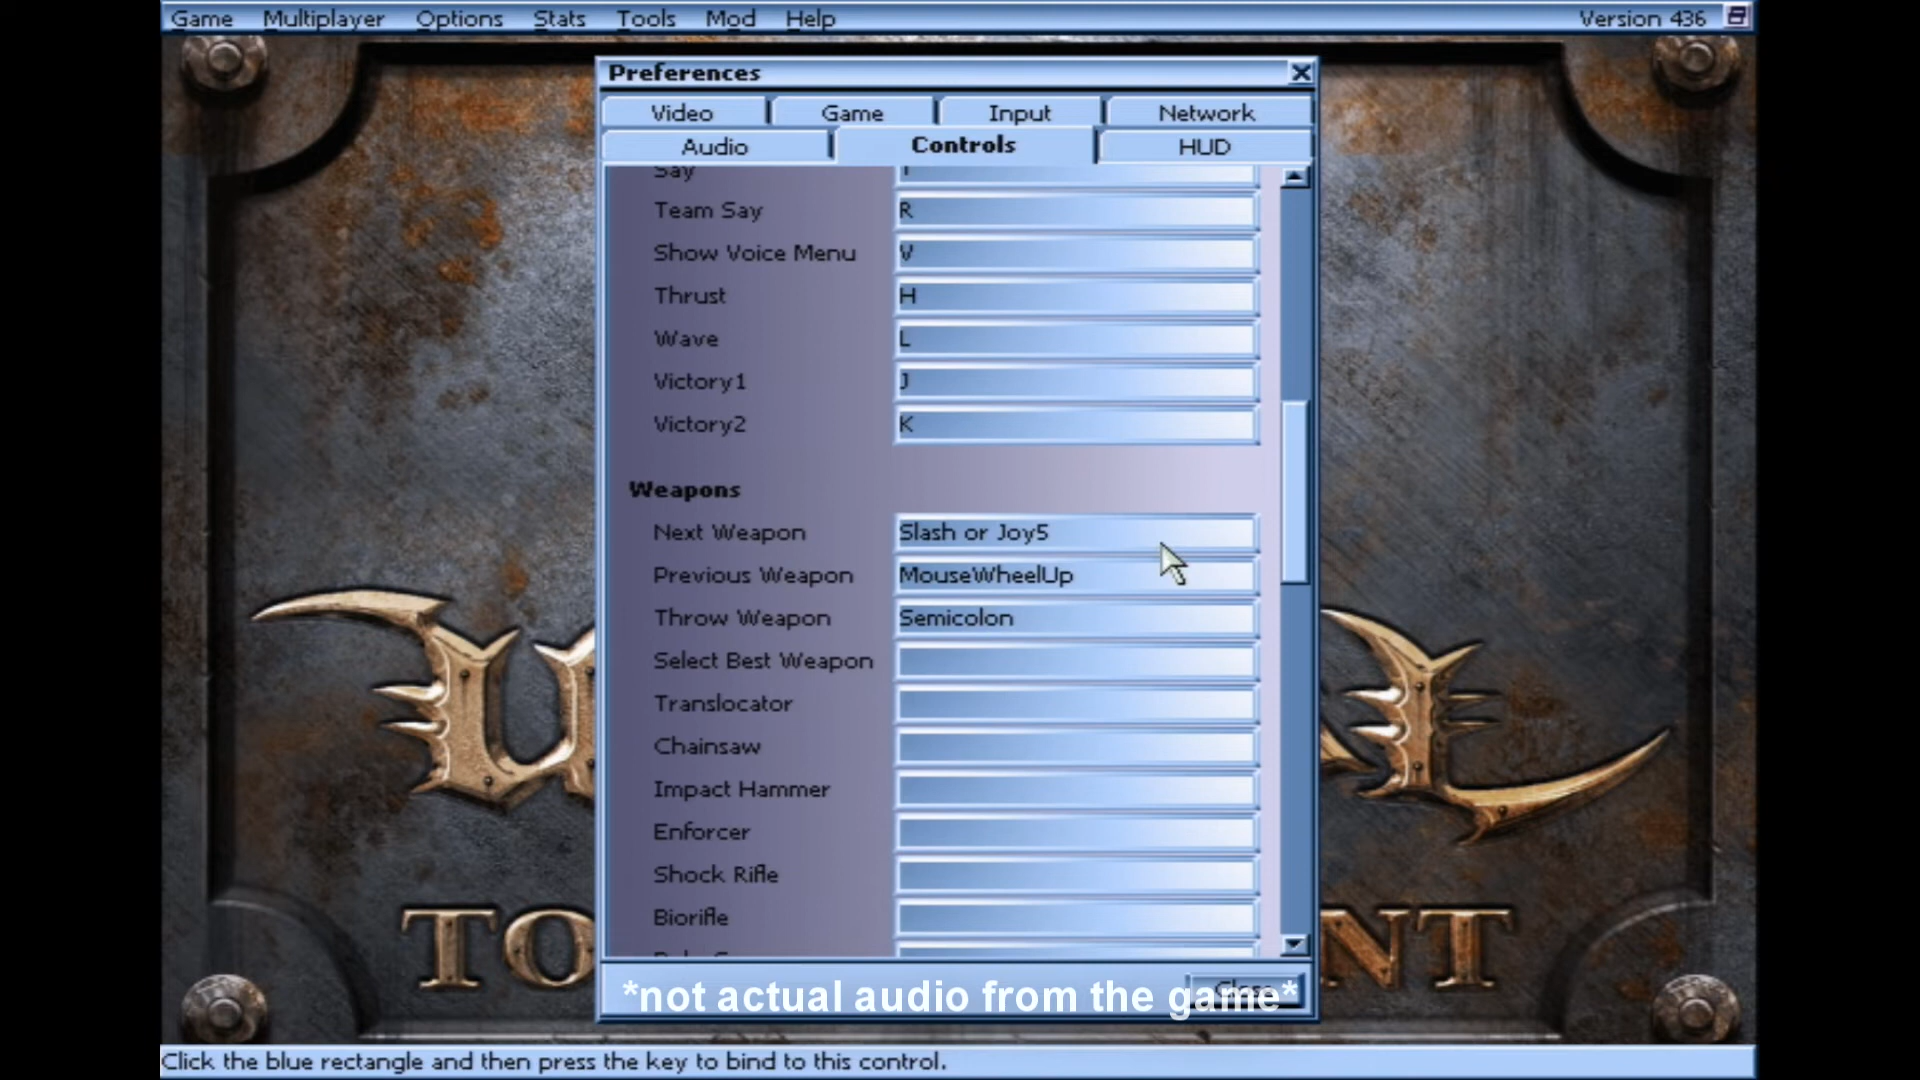 Game Multiplayer Options Stats Tools Mod Help Version 436
Preferences
Video Game Input Network
Audio Controls HUD
Say T
Team Say R
Show Voice Menu V
Thrust H
Wave L
Victory1 J
Victory2 K
Weapons
Next Weapon Slash or Joy5
Previous Weapon MouseWheelUp
Throw Weapon Semicolon
Select Best Weapon
Translocator
Chainsaw
Impact Hammer
Enforcer
Shock Rifle
Biorifle
Close
*not actual audio from the game*
Click the blue rectangle and then press the key to bind to this control.